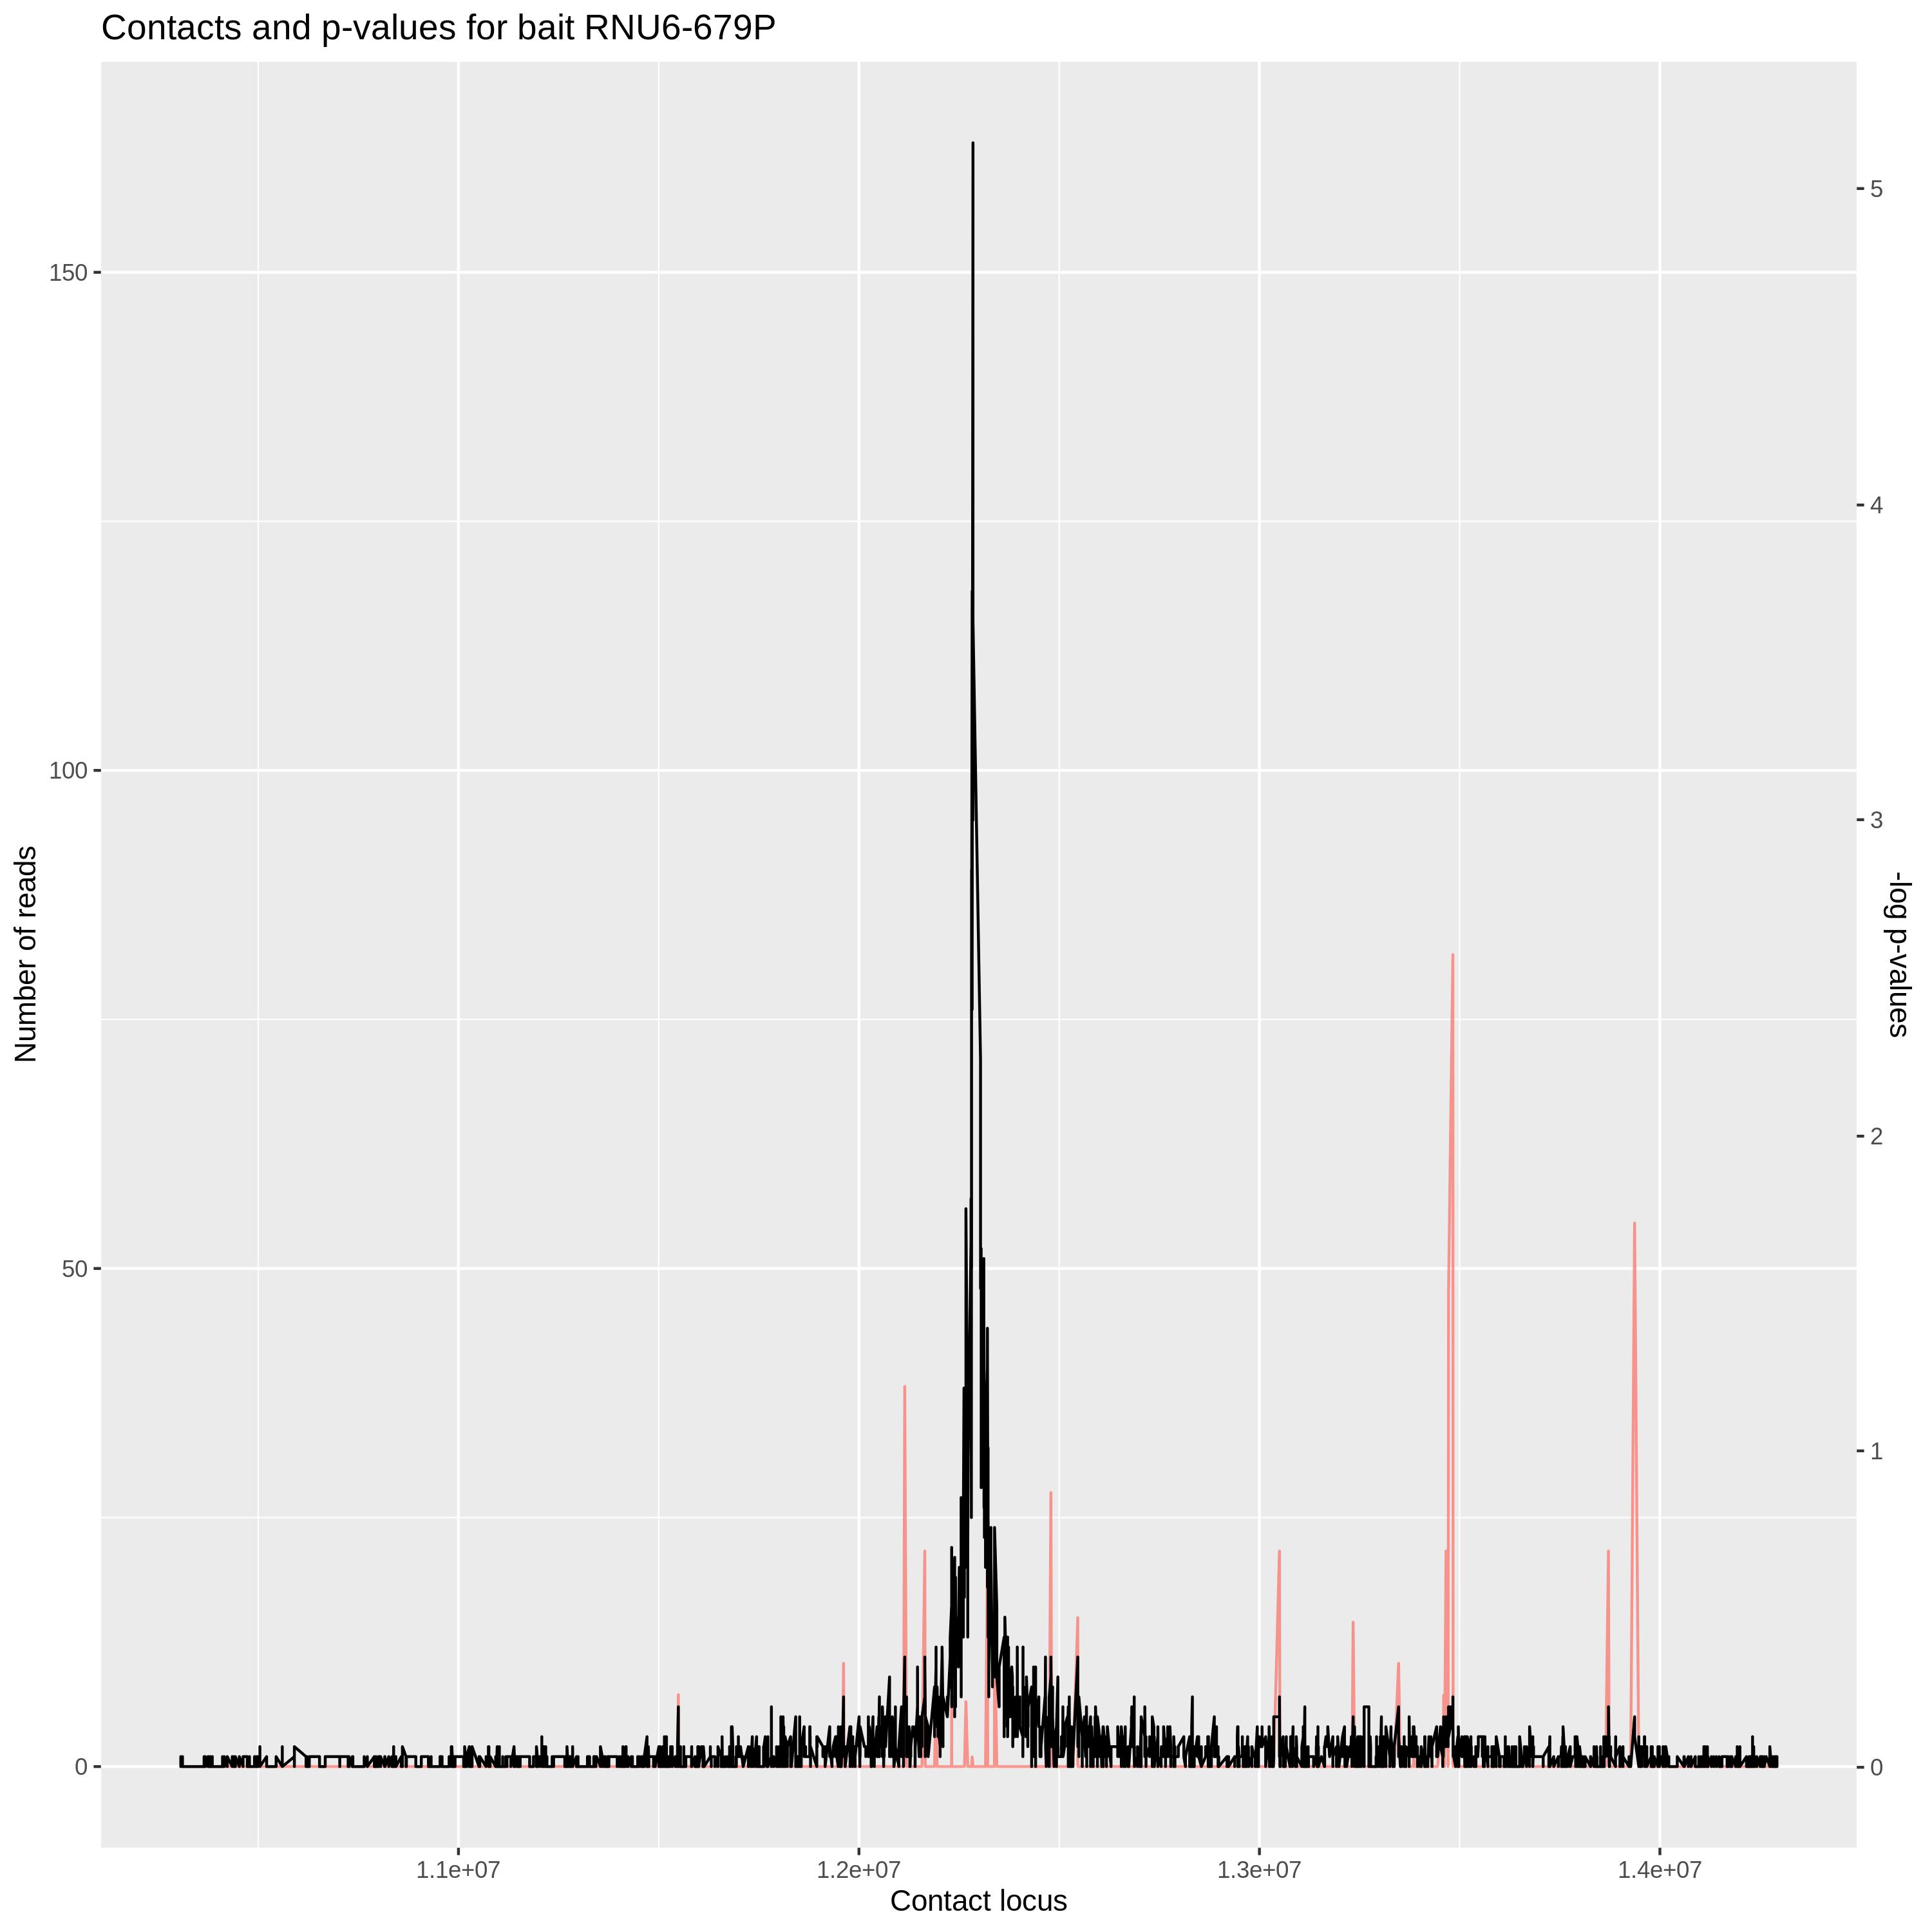 Contacts and p-values for bait RNU6-679P
Number of reads
150
100
50
0
5
4
3
2
1
0
-log p-values
1.1e+07
1.2e+07
1.3e+07
1.4e+07
Contact locus